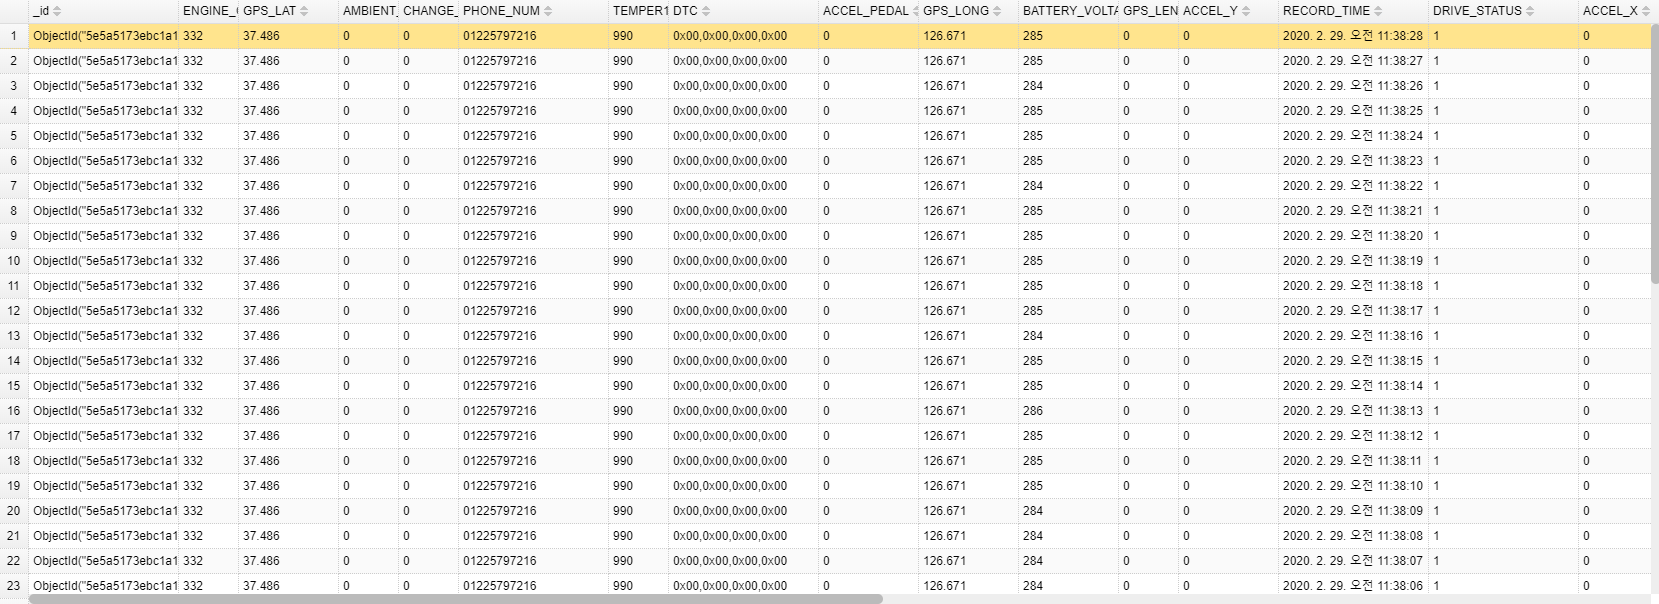 _id ENGINE_ GPS_LAT AMBIENT_ CHANGE_ PHONE_NUM TEMPER1 DTC ACCEL_PEDAL GPS_LONG BATTERY_VOLTA GPS_LEN ACCEL_Y RECORD_TIME DRIVE_STATUS ACCEL_X
1 ObjectId("5e5a5173ebc1a1 332 37.486 0 0 01225797216 990 0x00,0x00,0x00,0x00 0 126.671 285 0 0 2020. 2. 29. 오전 11:38:28 1 0
2 ObjectId("5e5a5173ebc1a1 332 37.486 0 0 01225797216 990 0x00,0x00,0x00,0x00 0 126.671 285 0 0 2020. 2. 29. 오전 11:38:27 1 0
3 ObjectId("5e5a5173ebc1a1 332 37.486 0 0 01225797216 990 0x00,0x00,0x00,0x00 0 126.671 284 0 0 2020. 2. 29. 오전 11:38:26 1 0
4 ObjectId("5e5a5173ebc1a1 332 37.486 0 0 01225797216 990 0x00,0x00,0x00,0x00 0 126.671 285 0 0 2020. 2. 29. 오전 11:38:25 1 0
5 ObjectId("5e5a5173ebc1a1 332 37.486 0 0 01225797216 990 0x00,0x00,0x00,0x00 0 126.671 285 0 0 2020. 2. 29. 오전 11:38:24 1 0
6 ObjectId("5e5a5173ebc1a1 332 37.486 0 0 01225797216 990 0x00,0x00,0x00,0x00 0 126.671 285 0 0 2020. 2. 29. 오전 11:38:23 1 0
7 ObjectId("5e5a5173ebc1a1 332 37.486 0 0 01225797216 990 0x00,0x00,0x00,0x00 0 126.671 284 0 0 2020. 2. 29. 오전 11:38:22 1 0
8 ObjectId("5e5a5173ebc1a1 332 37.486 0 0 01225797216 990 0x00,0x00,0x00,0x00 0 126.671 285 0 0 2020. 2. 29. 오전 11:38:21 1 0
9 ObjectId("5e5a5173ebc1a1 332 37.486 0 0 01225797216 990 0x00,0x00,0x00,0x00 0 126.671 285 0 0 2020. 2. 29. 오전 11:38:20 1 0
10 ObjectId("5e5a5173ebc1a1 332 37.486 0 0 01225797216 990 0x00,0x00,0x00,0x00 0 126.671 285 0 0 2020. 2. 29. 오전 11:38:19 1 0
11 ObjectId("5e5a5173ebc1a1 332 37.486 0 0 01225797216 990 0x00,0x00,0x00,0x00 0 126.671 285 0 0 2020. 2. 29. 오전 11:38:18 1 0
12 ObjectId("5e5a5173ebc1a1 332 37.486 0 0 01225797216 990 0x00,0x00,0x00,0x00 0 126.671 285 0 0 2020. 2. 29. 오전 11:38:17 1 0
13 ObjectId("5e5a5173ebc1a1 332 37.486 0 0 01225797216 990 0x00,0x00,0x00,0x00 0 126.671 284 0 0 2020. 2. 29. 오전 11:38:16 1 0
14 ObjectId("5e5a5173ebc1a1 332 37.486 0 0 01225797216 990 0x00,0x00,0x00,0x00 0 126.671 285 0 0 2020. 2. 29. 오전 11:38:15 1 0
15 ObjectId("5e5a5173ebc1a1 332 37.486 0 0 01225797216 990 0x00,0x00,0x00,0x00 0 126.671 285 0 0 2020. 2. 29. 오전 11:38:14 1 0
16 ObjectId("5e5a5173ebc1a1 332 37.486 0 0 01225797216 990 0x00,0x00,0x00,0x00 0 126.671 286 0 0 2020. 2. 29. 오전 11:38:13 1 0
17 ObjectId("5e5a5173ebc1a1 332 37.486 0 0 01225797216 990 0x00,0x00,0x00,0x00 0 126.671 285 0 0 2020. 2. 29. 오전 11:38:12 1 0
18 ObjectId("5e5a5173ebc1a1 332 37.486 0 0 01225797216 990 0x00,0x00,0x00,0x00 0 126.671 285 0 0 2020. 2. 29. 오전 11:38:11 1 0
19 ObjectId("5e5a5173ebc1a1 332 37.486 0 0 01225797216 990 0x00,0x00,0x00,0x00 0 126.671 285 0 0 2020. 2. 29. 오전 11:38:10 1 0
20 ObjectId("5e5a5173ebc1a1 332 37.486 0 0 01225797216 990 0x00,0x00,0x00,0x00 0 126.671 284 0 0 2020. 2. 29. 오전 11:38:09 1 0
21 ObjectId("5e5a5173ebc1a1 332 37.486 0 0 01225797216 990 0x00,0x00,0x00,0x00 0 126.671 284 0 0 2020. 2. 29. 오전 11:38:08 1 0
22 ObjectId("5e5a5173ebc1a1 332 37.486 0 0 01225797216 990 0x00,0x00,0x00,0x00 0 126.671 284 0 0 2020. 2. 29. 오전 11:38:07 1 0
23 ObjectId("5e5a5173ebc1a1 332 37.486 0 0 01225797216 990 0x00,0x00,0x00,0x00 0 126.671 284 0 0 2020. 2. 29. 오전 11:38:06 1 0